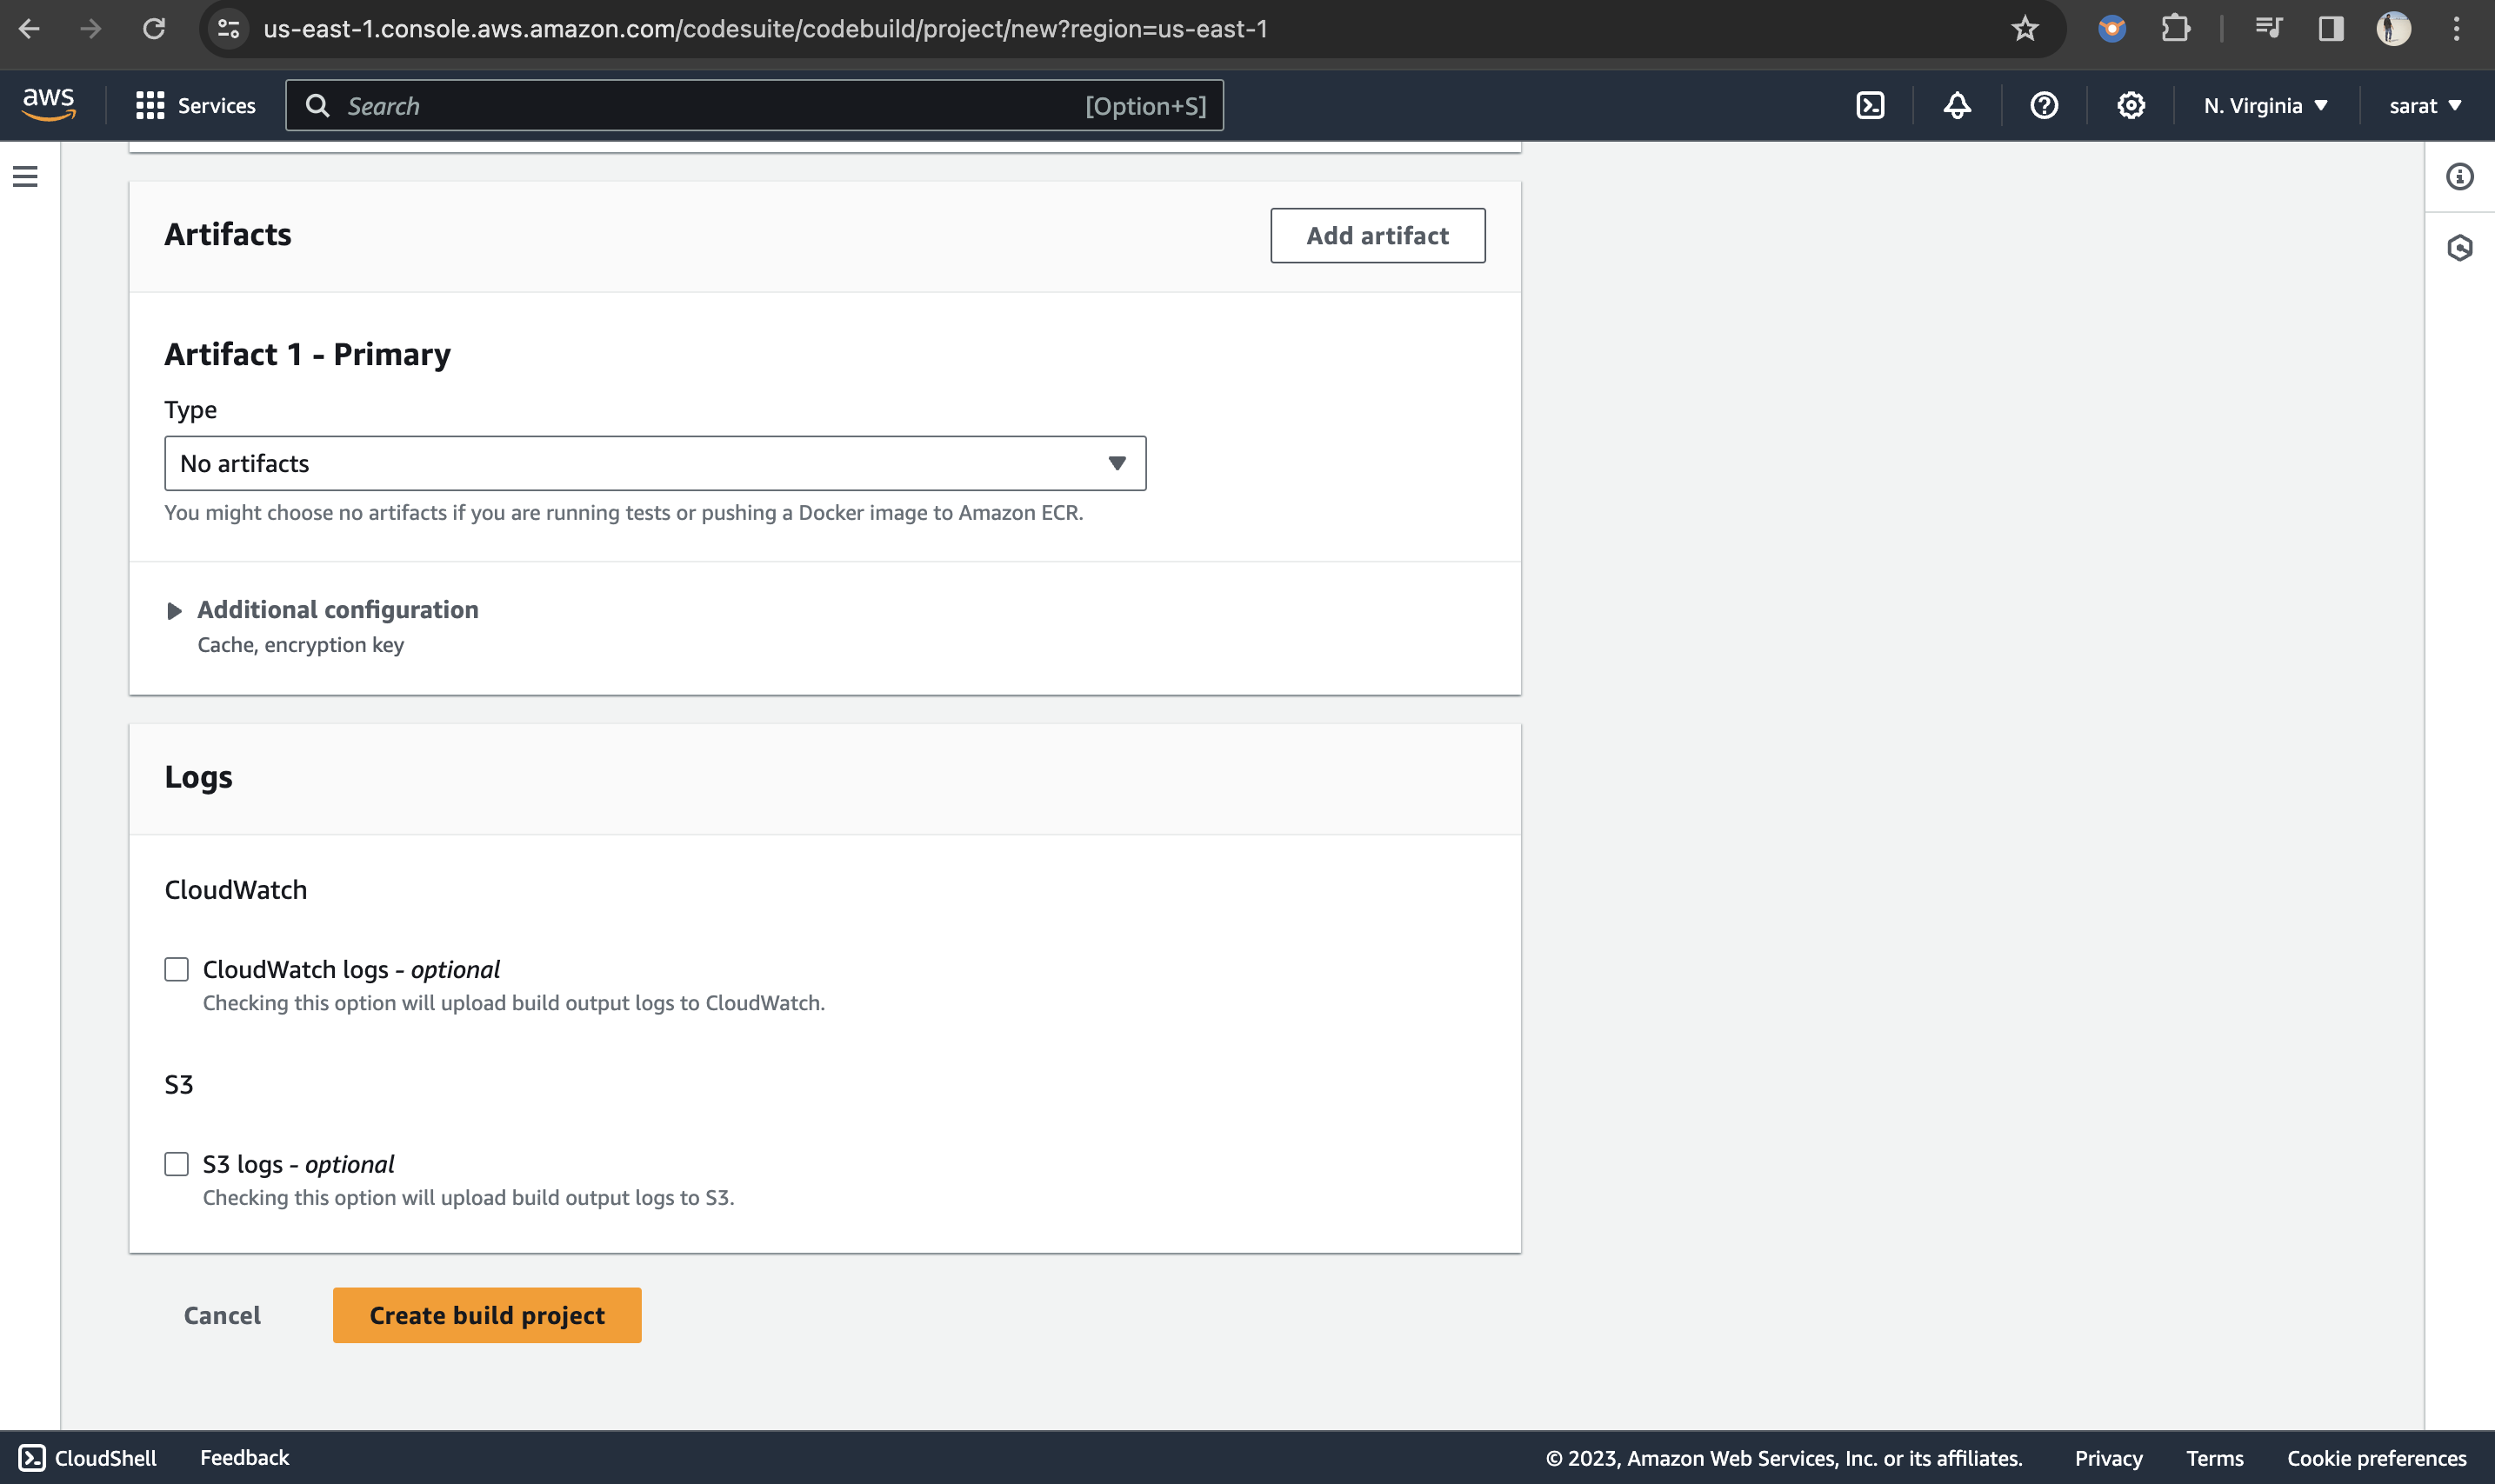 us-east-1.console.aws.amazon.com/codesuite/codebuild/project/new?region=us-east-1
aws
Services
Search
[Option+S]
N. Virginia
sarat
Artifacts
Add artifact
Artifact 1 - Primary
Type
No artifacts
You might choose no artifacts if you are running tests or pushing a Docker image to Amazon ECR.
Additional configuration
Cache, encryption key
Logs
CloudWatch
CloudWatch logs - optional
Checking this option will upload build output logs to CloudWatch.
S3
S3 logs - optional
Checking this option will upload build output logs to S3.
Cancel
Create build project
CloudShell
Feedback
© 2023, Amazon Web Services, Inc. or its affiliates.
Privacy
Terms
Cookie preferences